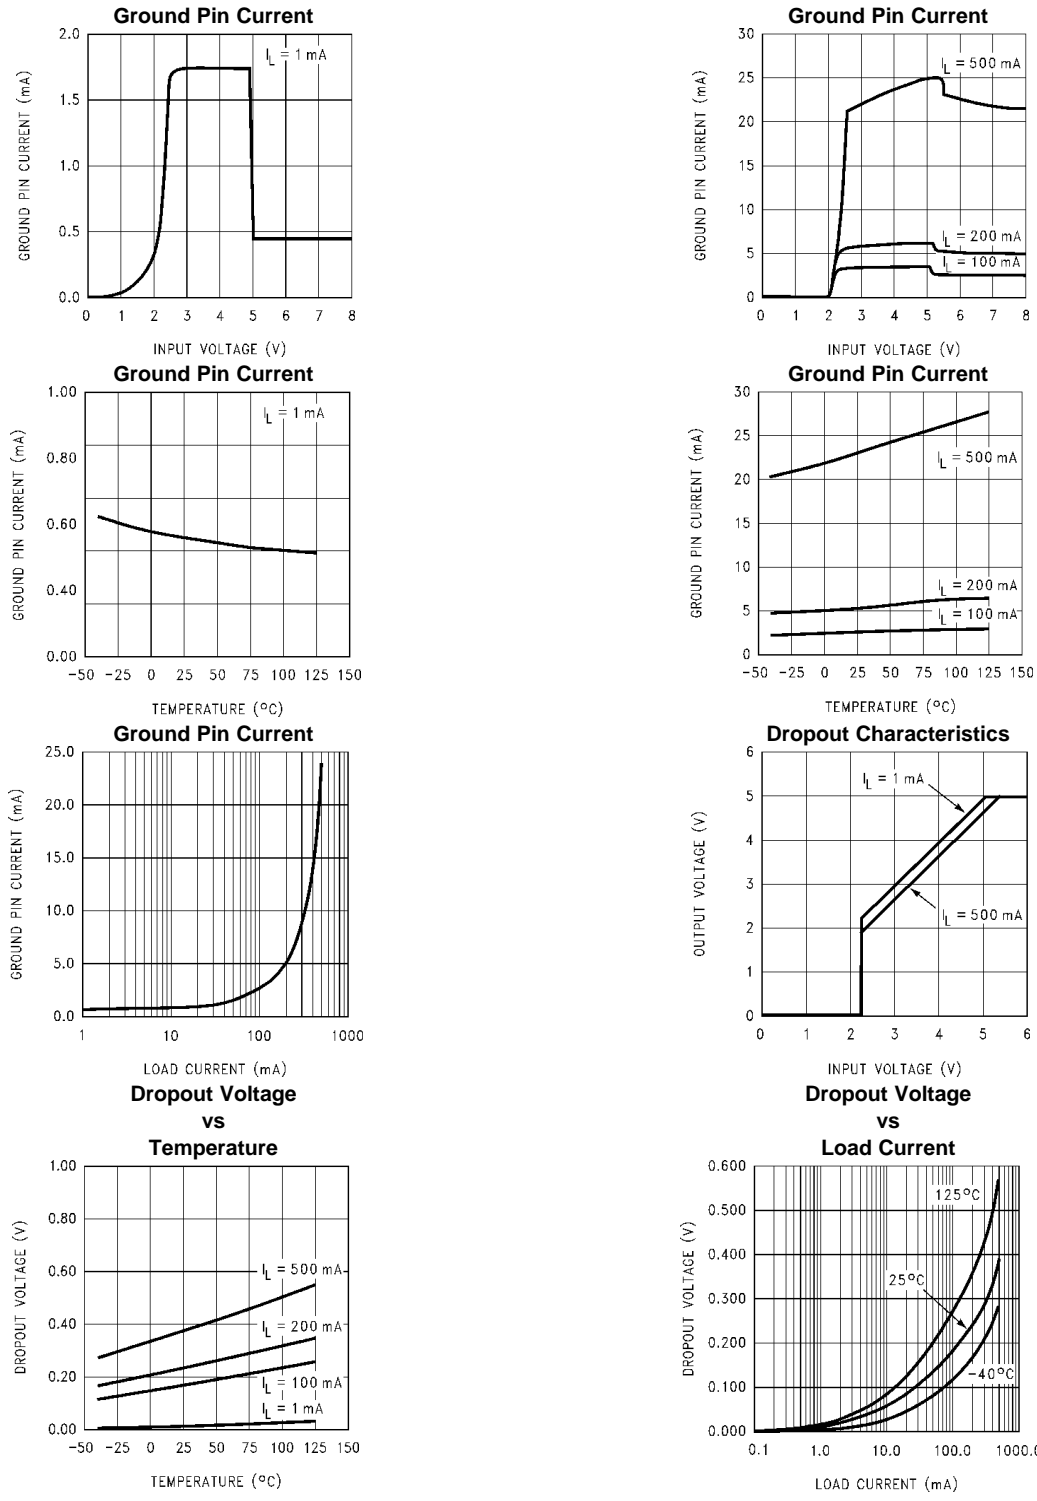 Ground Pin Current
2.0
1.5
1.0
0.5
0.0
I_L = 1 mA
GROUND PIN CURRENT (mA)
0 1 2 3 4 5 6 7 8
INPUT VOLTAGE (V)
Ground Pin Current
30
25
20
15
10
5
0
I_L = 500 mA
I_L = 200 mA
I_L = 100 mA
GROUND PIN CURRENT (mA)
0 1 2 3 4 5 6 7 8
INPUT VOLTAGE (V)
Ground Pin Current
1.00
0.80
0.60
0.40
0.00
I_L = 1 mA
GROUND PIN CURRENT (mA)
-50 -25 0 25 50 75 100 125 150
TEMPERATURE (°C)
Ground Pin Current
30
25
20
15
10
5
0
I_L = 500 mA
I_L = 200 mA
I_L = 100 mA
GROUND PIN CURRENT (mA)
-50 -25 0 25 50 75 100 125 150
TEMPERATURE (°C)
Ground Pin Current
25.0
20.0
15.0
10.0
5.0
0.0
GROUND PIN CURRENT (mA)
1 10 100 1000
LOAD CURRENT (mA)
Dropout Characteristics
6
5
4
3
2
1
0
I_L = 1 mA
I_L = 500 mA
OUTPUT VOLTAGE (V)
0 1 2 3 4 5 6
INPUT VOLTAGE (V)
Dropout Voltage
vs
Temperature
1.00
0.80
0.60
0.40
0.20
0.00
I_L = 500 mA
I_L = 200 mA
I_L = 100 mA
I_L = 1 mA
DROPOUT VOLTAGE (V)
-50 -25 0 25 50 75 100 125 150
TEMPERATURE (°C)
Dropout Voltage
vs
Load Current
0.600
0.500
0.400
0.300
0.200
0.100
0.000
125°C
25°C
-40°C
DROPOUT VOLTAGE (V)
0.1 1.0 10.0 100.0 1000.0
LOAD CURRENT (mA)